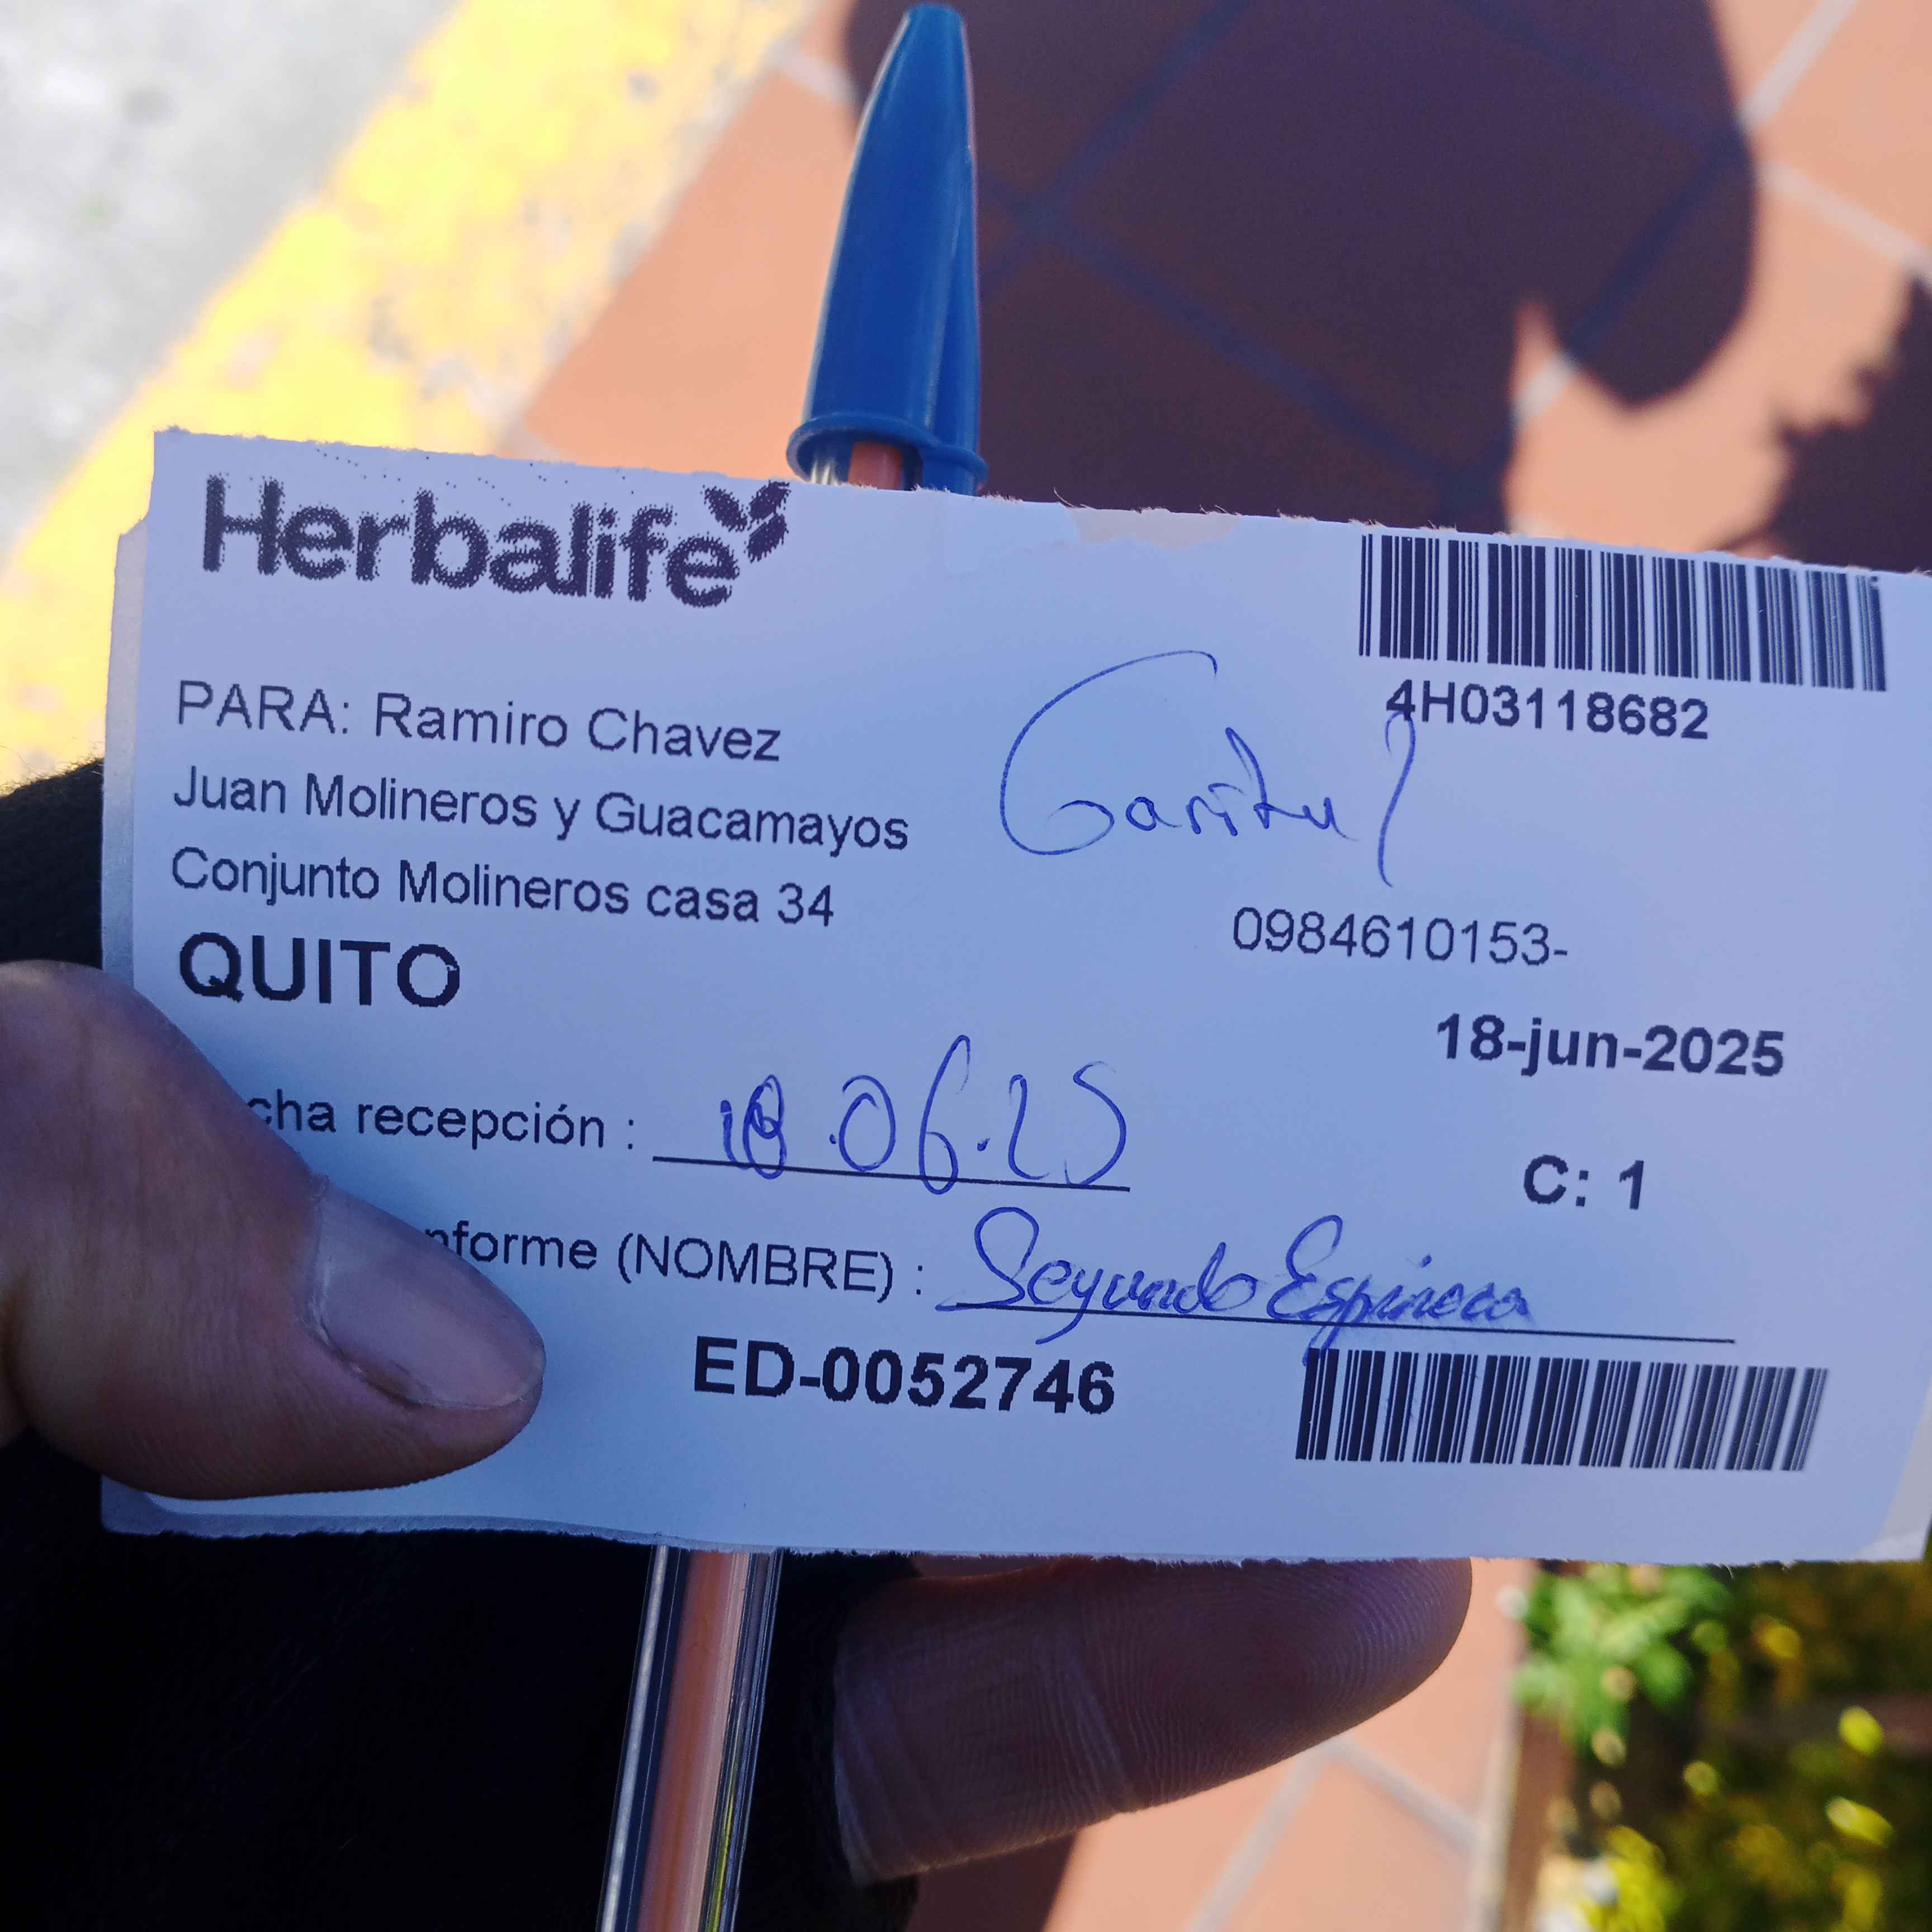 Herbalife
4H03118682
PARA: Ramiro Chavez
Juan Molineros y Guacamayos
Conjunto Molineros casa 34
0984610153-
QUITO
18-jun-2025
cha recepción : 18.06.25
C: 1
nforme (NOMBRE) : Segundo Espinosa
ED-0052746